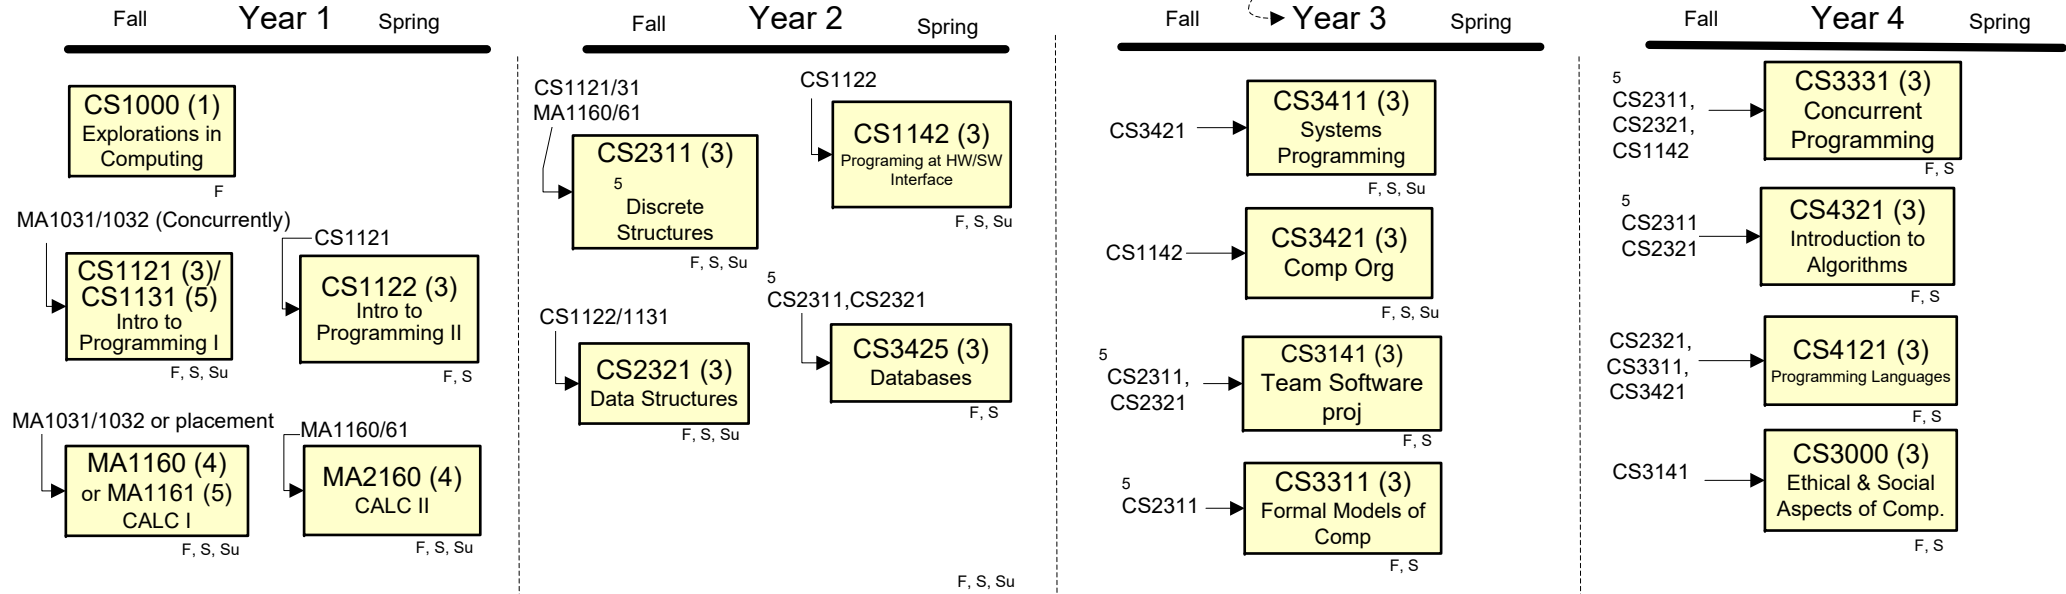 Fall Year 1 Spring
CS1000 (1)
Explorations in
Computing
F
MA1031/1032 (Concurrently)
CS1121 (3)/
CS1131 (5)
Intro to
Programming I
F, S, Su
CS1121
CS1122 (3)
Intro to
Programming II
F, S
MA1031/1032 or placement
MA1160 (4)
or MA1161 (5)
CALC I
F, S, Su
MA1160/61
MA2160 (4)
CALC II
F, S, Su
Fall Year 2 Spring
CS1121/31
MA1160/61
CS2311 (3)
5
Discrete
Structures
F, S, Su
CS1122
CS1142 (3)
Programing at HW/SW
Interface
F, S, Su
CS1122/1131
CS2321 (3)
Data Structures
F, S, Su
5
CS2311,CS2321
CS3425 (3)
Databases
F, S
F, S, Su
Fall Year 3 Spring
CS3421
CS3411 (3)
Systems
Programming
F, S, Su
CS1142
CS3421 (3)
Comp Org
F, S, Su
5
CS2311,
CS2321
CS3141 (3)
Team Software
proj
F, S
5
CS2311
CS3311 (3)
Formal Models of
Comp
F, S
Fall Year 4 Spring
5
CS2311,
CS2321,
CS1142
CS3331 (3)
Concurrent
Programming
F, S
5
CS2311
CS2321
CS4321 (3)
Introduction to
Algorithms
F, S
CS2321,
CS3311,
CS3421
CS4121 (3)
Programming Languages
F, S
CS3141
CS3000 (3)
Ethical & Social
Aspects of Comp.
F, S